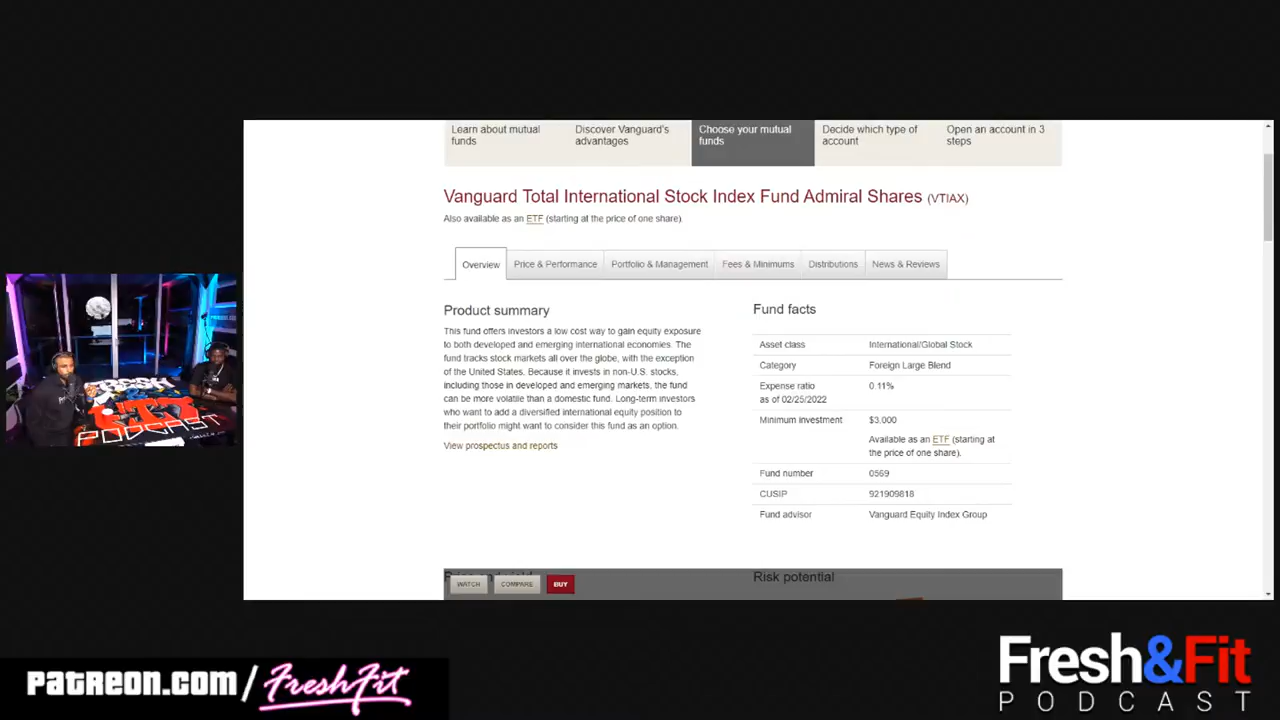 Learn about mutual
funds
Discover Vanguard's
advantages
Choose your mutual
funds
Decide which type of
account
Open an account in 3
steps
Vanguard Total International Stock Index Fund Admiral Shares (VTIAX)
Also available as an ETF (starting at the price of one share).
Overview
Price & Performance
Portfolio & Management
Fees & Minimums
Distributions
News & Reviews
Product summary
This fund offers investors a low cost way to gain equity exposure
to both developed and emerging international economies. The
fund tracks stock markets all over the globe, with the exception
of the United States. Because it invests in non-U.S. stocks,
including those in developed and emerging markets, the fund
can be more volatile than a domestic fund. Long-term investors
who want to add a diversified international equity position to
their portfolio might want to consider this fund as an option.
View prospectus and reports
Fund facts
Asset class International/Global Stock
Category Foreign Large Blend
Expense ratio 0.11%
as of 02/25/2022
Minimum investment $3,000
Available as an ETF (starting at
the price of one share).
Fund number 0569
CUSIP 921909818
Fund advisor Vanguard Equity Index Group
WATCH
COMPARE
BUY
Risk potential
FRESH
FIT
PODCAST
patreon.com/FreshFit
Fresh&Fit
PODCAST